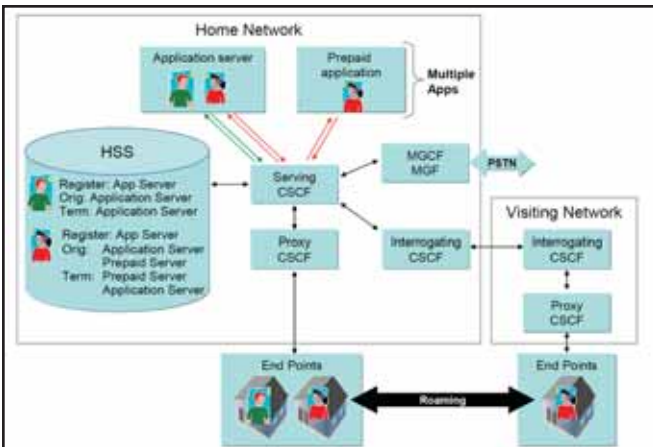 Home Network
Application server
Prepaid
application
Multiple
Apps
HSS
Register: App Server
Orig: Application Server
Term: Application Server
Register: App Server
Orig: Application Server
Prepaid Server
Term: Prepaid Server
Application Server
Serving
CSCF
MGCF
MGF
PSTN
Proxy
CSCF
Interrogating
CSCF
Visiting Network
Interrogating
CSCF
Proxy
CSCF
End Points
Roaming
End Points